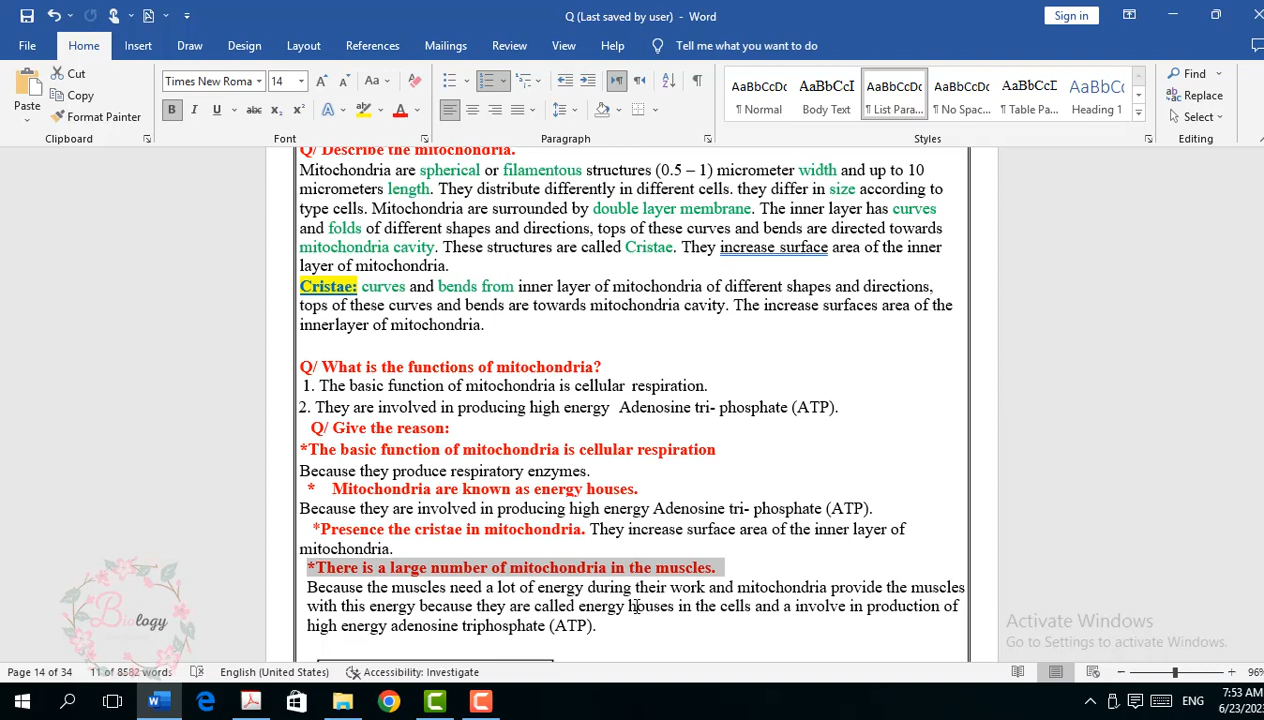 Q (Last saved by user) - Word
Sign in
File Home Insert Draw Design Layout References Mailings Review View Help Tell me what you want to do
Paste
Cut
Copy
Format Painter
Clipboard
Times New Roma 14
Font
Paragraph
AaBbCcDc AaBbCcI AaBbCcDc AaBbCcDc AaBbCcI AaBbC
¶ Normal Body Text ¶ List Para... ¶ No Spac... ¶ Table Pa... Heading 1
Styles
Find
Replace
Select
Editing
Q/ Describe the mitochondria.
Mitochondria are spherical or filamentous structures (0.5 – 1) micrometer width and up to 10
micrometers length. They distribute differently in different cells. they differ in size according to
type cells. Mitochondria are surrounded by double layer membrane. The inner layer has curves
and folds of different shapes and directions, tops of these curves and bends are directed towards
mitochondria cavity. These structures are called Cristae. They increase surface area of the inner
layer of mitochondria.
Cristae: curves and bends from inner layer of mitochondria of different shapes and directions,
tops of these curves and bends are towards mitochondria cavity. The increase surfaces area of the
innerlayer of mitochondria.
Q/ What is the functions of mitochondria?
1. The basic function of mitochondria is cellular respiration.
2. They are involved in producing high energy Adenosine tri- phosphate (ATP).
Q/ Give the reason:
*The basic function of mitochondria is cellular respiration
Because they produce respiratory enzymes.
* Mitochondria are known as energy houses.
Because they are involved in producing high energy Adenosine tri- phosphate (ATP).
*Presence the cristae in mitochondria. They increase surface area of the inner layer of
mitochondria.
*There is a large number of mitochondria in the muscles.
Because the muscles need a lot of energy during their work and mitochondria provide the muscles
with this energy because they are called energy houses in the cells and a involve in production of
high energy adenosine triphosphate (ATP).
Biology
Activate Windows
Go to Settings to activate Windows.
Page 14 of 34 11 of 8582 words English (United States) Accessibility: Investigate 96%
ENG
7:53 AM
6/23/202